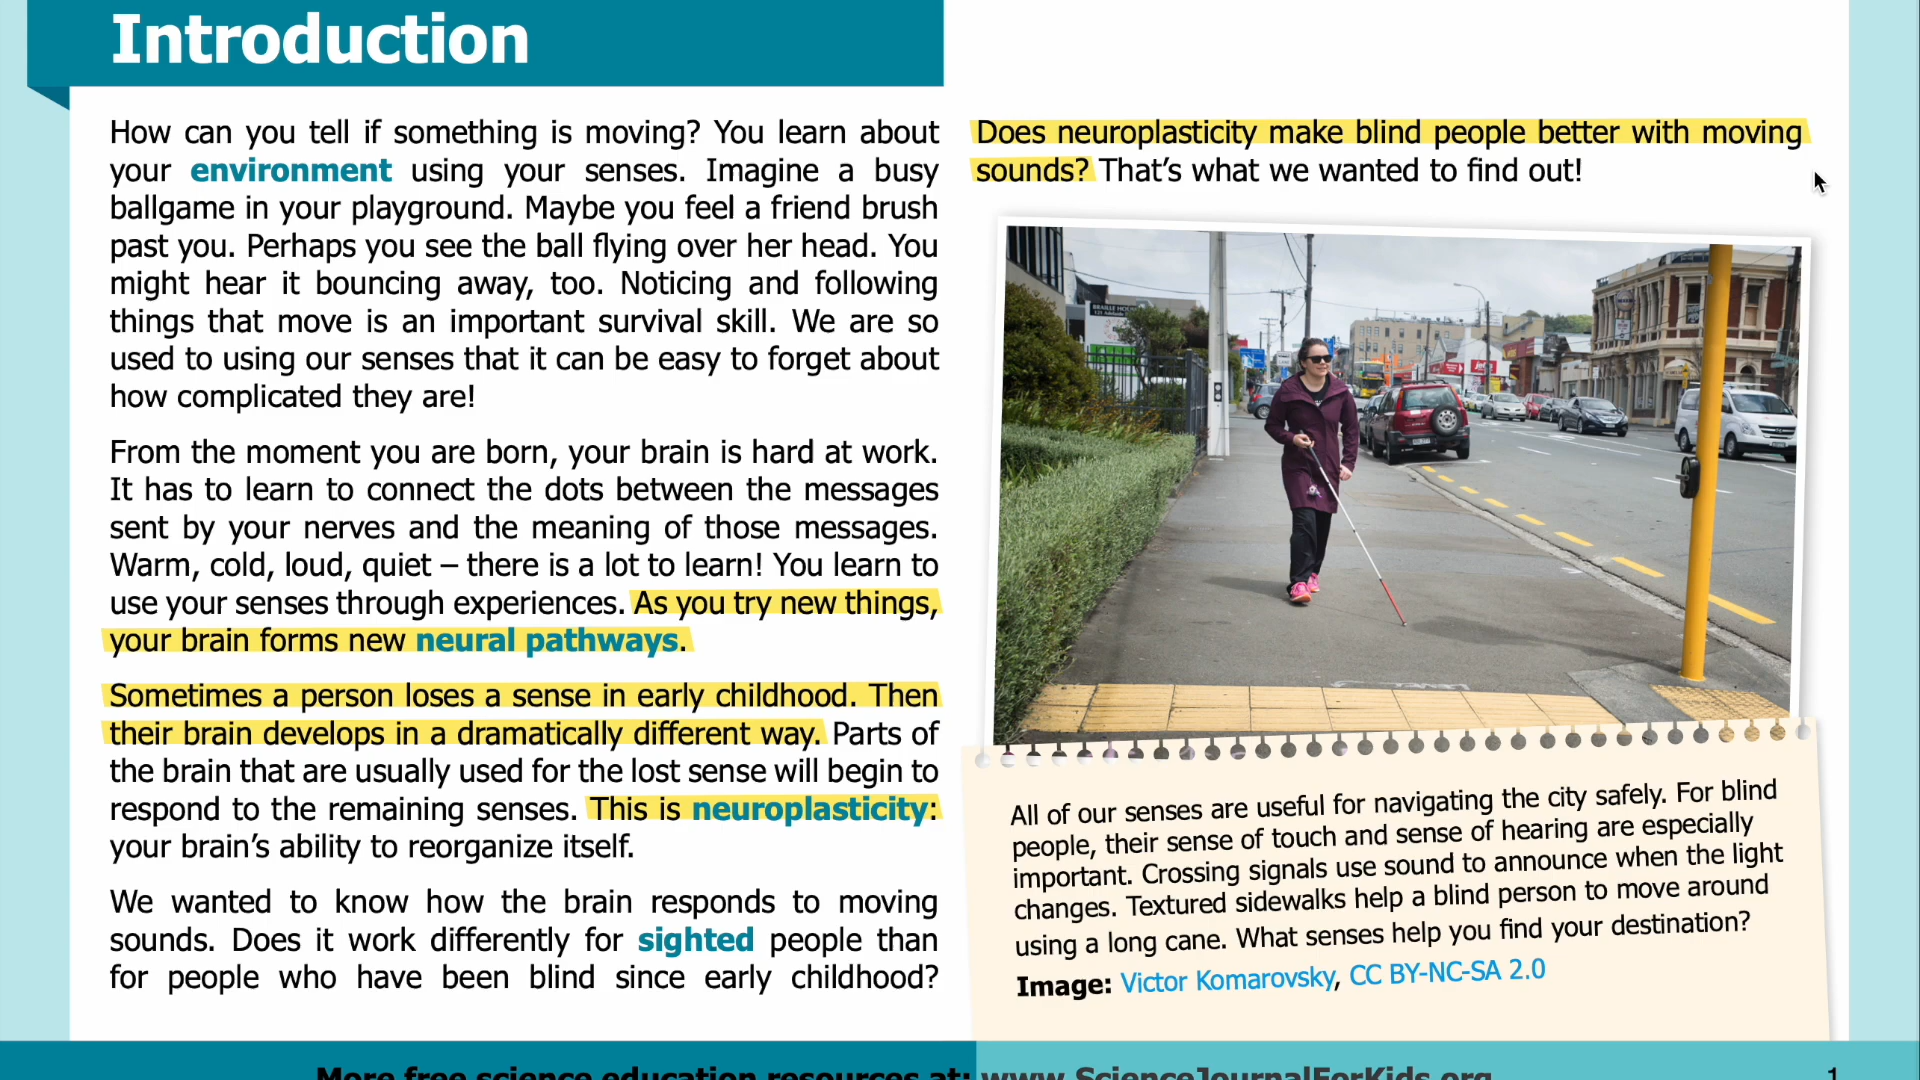 Introduction
How can you tell if something is moving? You learn about
your environment using your senses. Imagine a busy
ballgame in your playground. Maybe you feel a friend brush
past you. Perhaps you see the ball flying over her head. You
might hear it bouncing away, too. Noticing and following
things that move is an important survival skill. We are so
used to using our senses that it can be easy to forget about
how complicated they are!
From the moment you are born, your brain is hard at work.
It has to learn to connect the dots between the messages
sent by your nerves and the meaning of those messages.
Warm, cold, loud, quiet – there is a lot to learn! You learn to
use your senses through experiences. As you try new things,
your brain forms new neural pathways.
Sometimes a person loses a sense in early childhood. Then
their brain develops in a dramatically different way. Parts of
the brain that are usually used for the lost sense will begin to
respond to the remaining senses. This is neuroplasticity:
your brain’s ability to reorganize itself.
We wanted to know how the brain responds to moving
sounds. Does it work differently for sighted people than
for people who have been blind since early childhood?
Does neuroplasticity make blind people better with moving
sounds? That’s what we wanted to find out!
BRAILLE HOUSE
All of our senses are useful for navigating the city safely. For blind
people, their sense of touch and sense of hearing are especially
important. Crossing signals use sound to announce when the light
changes. Textured sidewalks help a blind person to move around
using a long cane. What senses help you find your destination?
Image: Victor Komarovsky, CC BY-NC-SA 2.0
More free science education resources at: www.ScienceJournalForKids.org
1